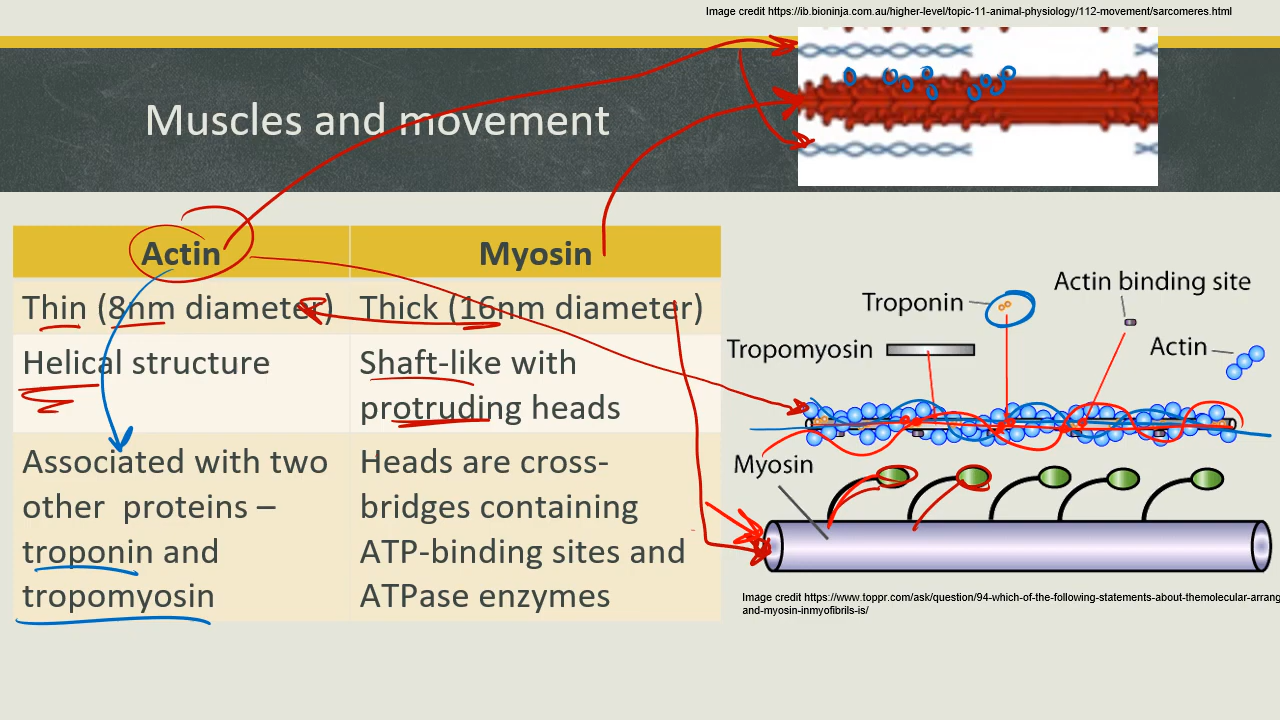 Image credit https://ib.bioninja.com.au/higher-level/topic-11-animal-physiology/112-movement/sarcomeres.html
Muscles and movement
Actin
Myosin
Thin (8nm diameter)
Thick (16nm diameter)
Helical structure
Shaft-like with
protruding heads
Associated with two
other proteins –
troponin and
tropomyosin
Heads are cross-
bridges containing
ATP-binding sites and
ATPase enzymes
Actin binding site
Troponin
Tropomyosin
Actin
Myosin
Image credit https://www.toppr.com/ask/question/94-which-of-the-following-statements-about-themolecular-arrang
and-myosin-inmyofibrils-is/